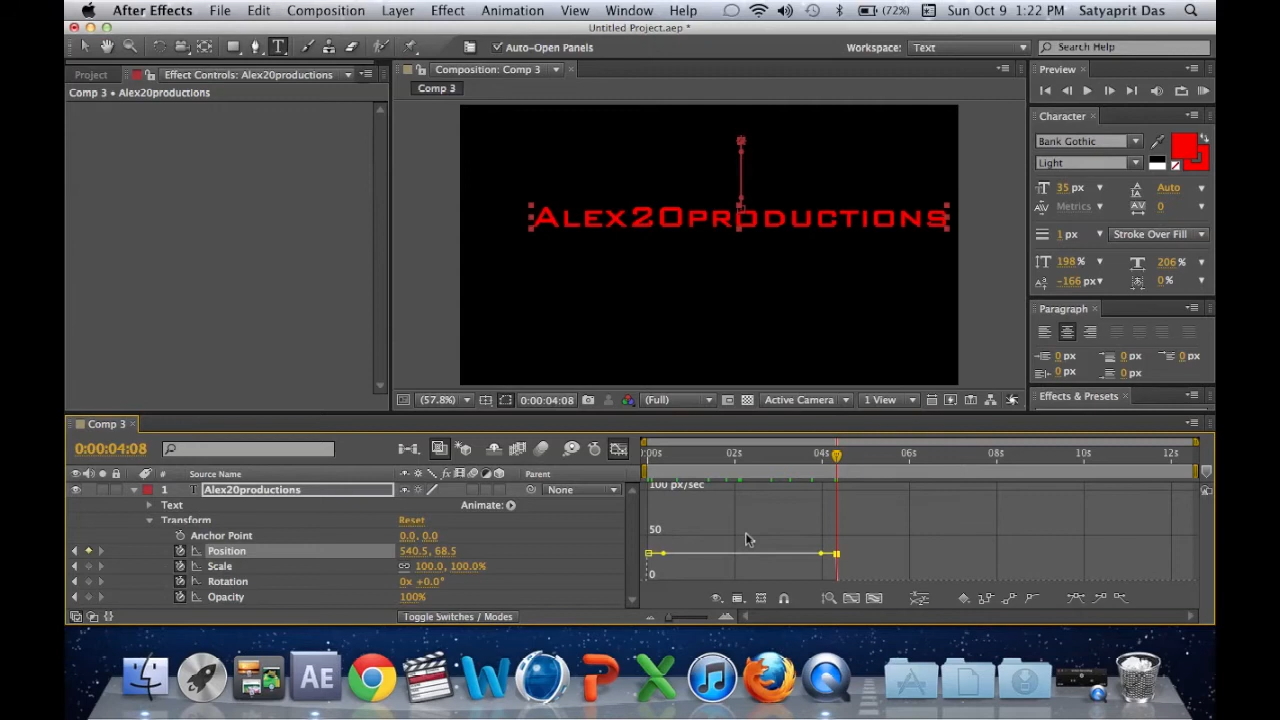 After Effects File Edit Composition Layer Effect Animation View Window Help (72%) Sun Oct 9 1:22 PM Satyaprit Das
Untitled Project.aep *
T Auto-Open Panels Workspace: Text Search Help
Project Effect Controls: Alex20productions
Comp 3 • Alex20productions
Composition: Comp 3
Comp 3
Alex20productions
(57.8%) 0:00:04:08 (Full) Active Camera 1 View
Preview
Character
Bank Gothic
Light
35 px Auto
Metrics 0
1 px Stroke Over Fill
198 % 206 %
-166 px 0 %
Paragraph
0 px 0 px 0 px
0 px 0 px
Effects & Presets
Comp 3
0:00:04:08
# Source Name Parent
1 T Alex20productions None
Text Animate:
Transform Reset
Anchor Point 0.0, 0.0
Position 540.5, 68.5
Scale 100.0, 100.0%
Rotation 0x +0.0°
Opacity 100%
Toggle Switches / Modes
:00s 02s 04s 06s 08s 10s 12s
100 px/sec
50
0
AE W P X